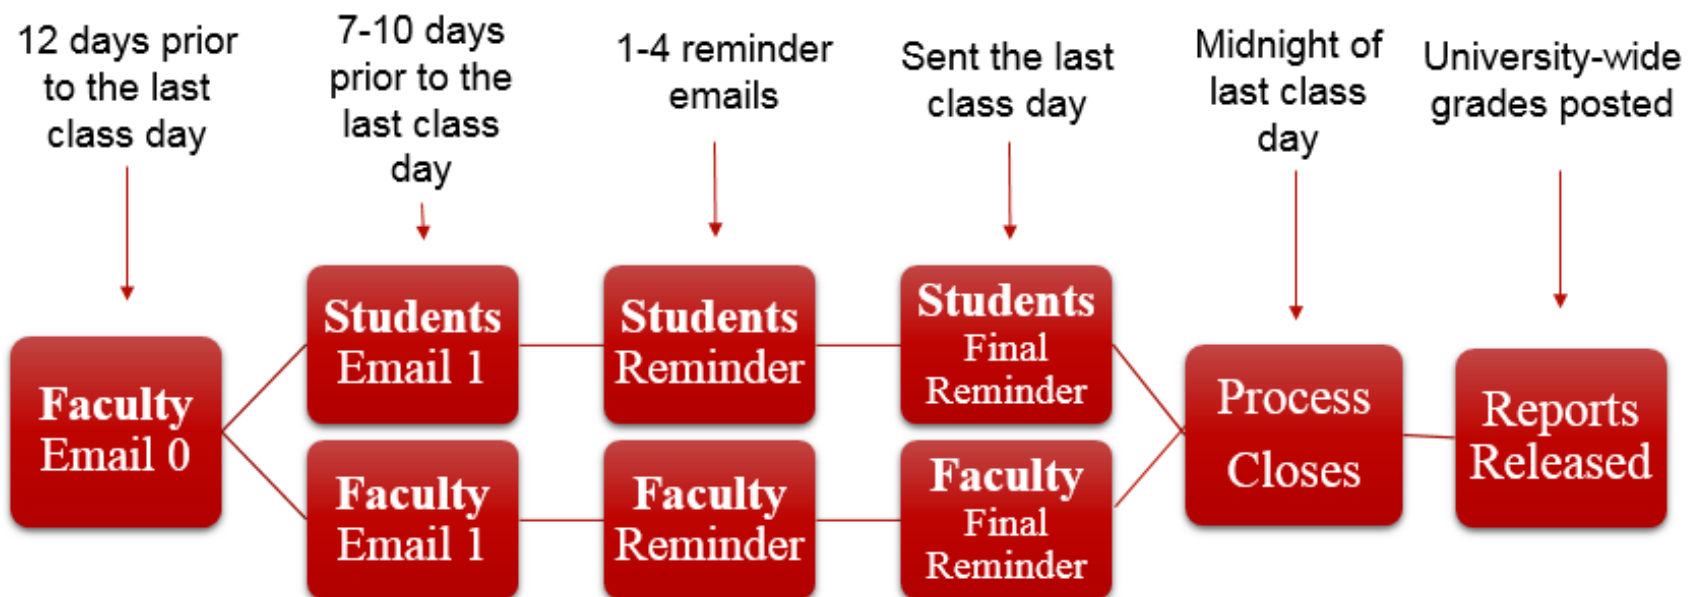 12 days prior
to the last
class day
7-10 days
prior to the
last class
day
1-4 reminder
emails
Sent the last
class day
Midnight of
last class
day
University-wide
grades posted
Faculty
Email 0
Students
Email 1
Students
Reminder
Students
Final
Reminder
Faculty
Email 1
Faculty
Reminder
Faculty
Final
Reminder
Process
Closes
Reports
Released